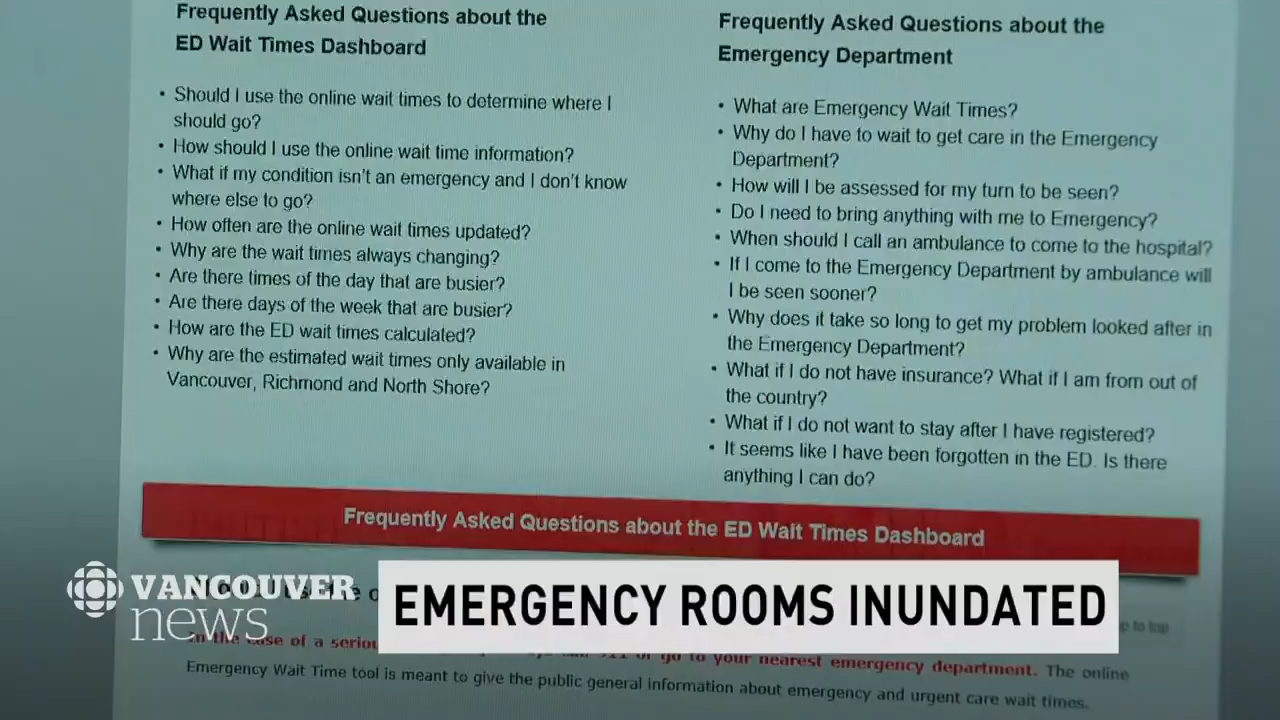 Frequently Asked Questions about the
ED Wait Times Dashboard
• Should I use the online wait times to determine where I
should go?
• How should I use the online wait time information?
• What if my condition isn't an emergency and I don't know
where else to go?
• How often are the online wait times updated?
• Why are the wait times always changing?
• Are there times of the day that are busier?
• Are there days of the week that are busier?
• How are the ED wait times calculated?
• Why are the estimated wait times only available in
Vancouver, Richmond and North Shore?
Frequently Asked Questions about the
Emergency Department
• What are Emergency Wait Times?
• Why do I have to wait to get care in the Emergency
Department?
• How will I be assessed for my turn to be seen?
• Do I need to bring anything with me to Emergency?
• When should I call an ambulance to come to the hospital?
• If I come to the Emergency Department by ambulance will
I be seen sooner?
• Why does it take so long to get my problem looked after in
the Emergency Department?
• What if I do not have insurance? What if I am from out of
the country?
• What if I do not want to stay after I have registered?
• It seems like I have been forgotten in the ED. Is there
anything I can do?
Frequently Asked Questions about the ED Wait Times Dashboard
VANCOUVER
news
EMERGENCY ROOMS INUNDATED
to top
In the case of a seriou or go to your nearest emergency department. The online
Emergency Wait Time tool is meant to give the public general information about emergency and urgent care wait times.